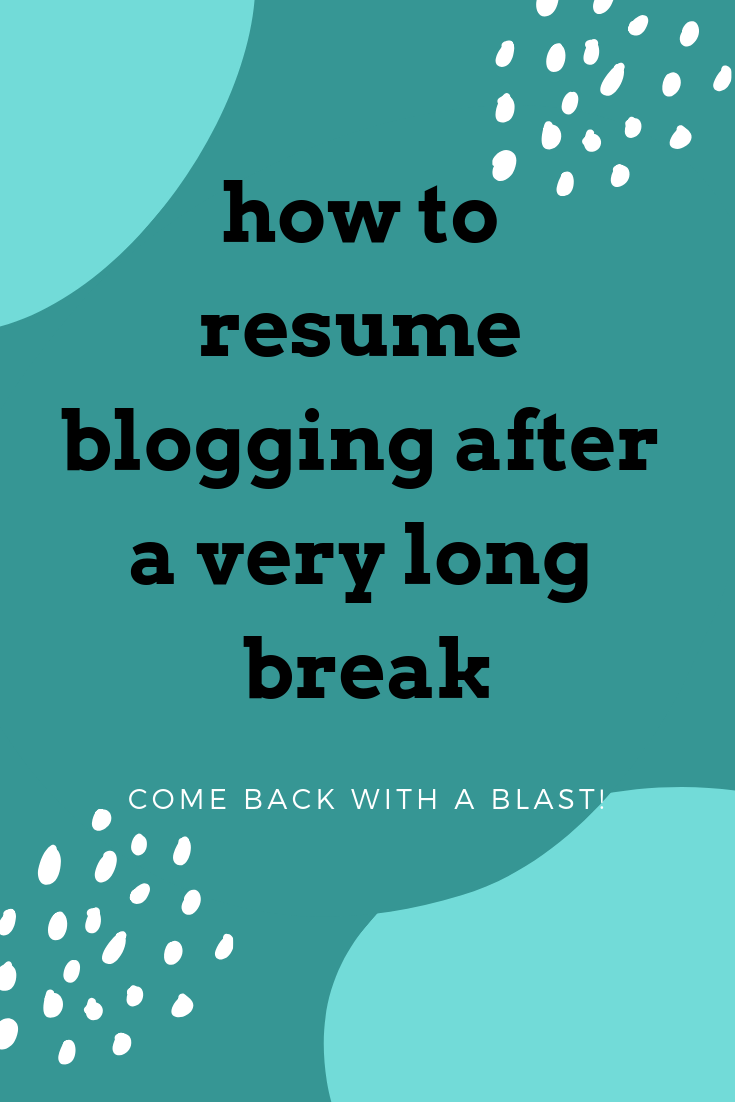 how to
resume
blogging after
a very long
break
COME BACK WITH A BLAST!